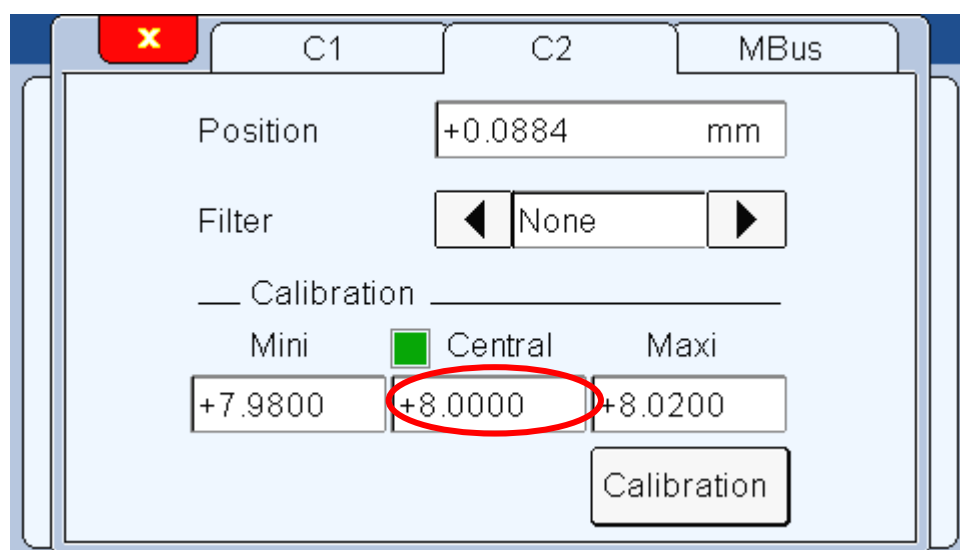 x C1 C2 MBus
Position +0.0884 mm
Filter None
Calibration
Mini Central Maxi
+7.9800 +8.0000 +8.0200
Calibration